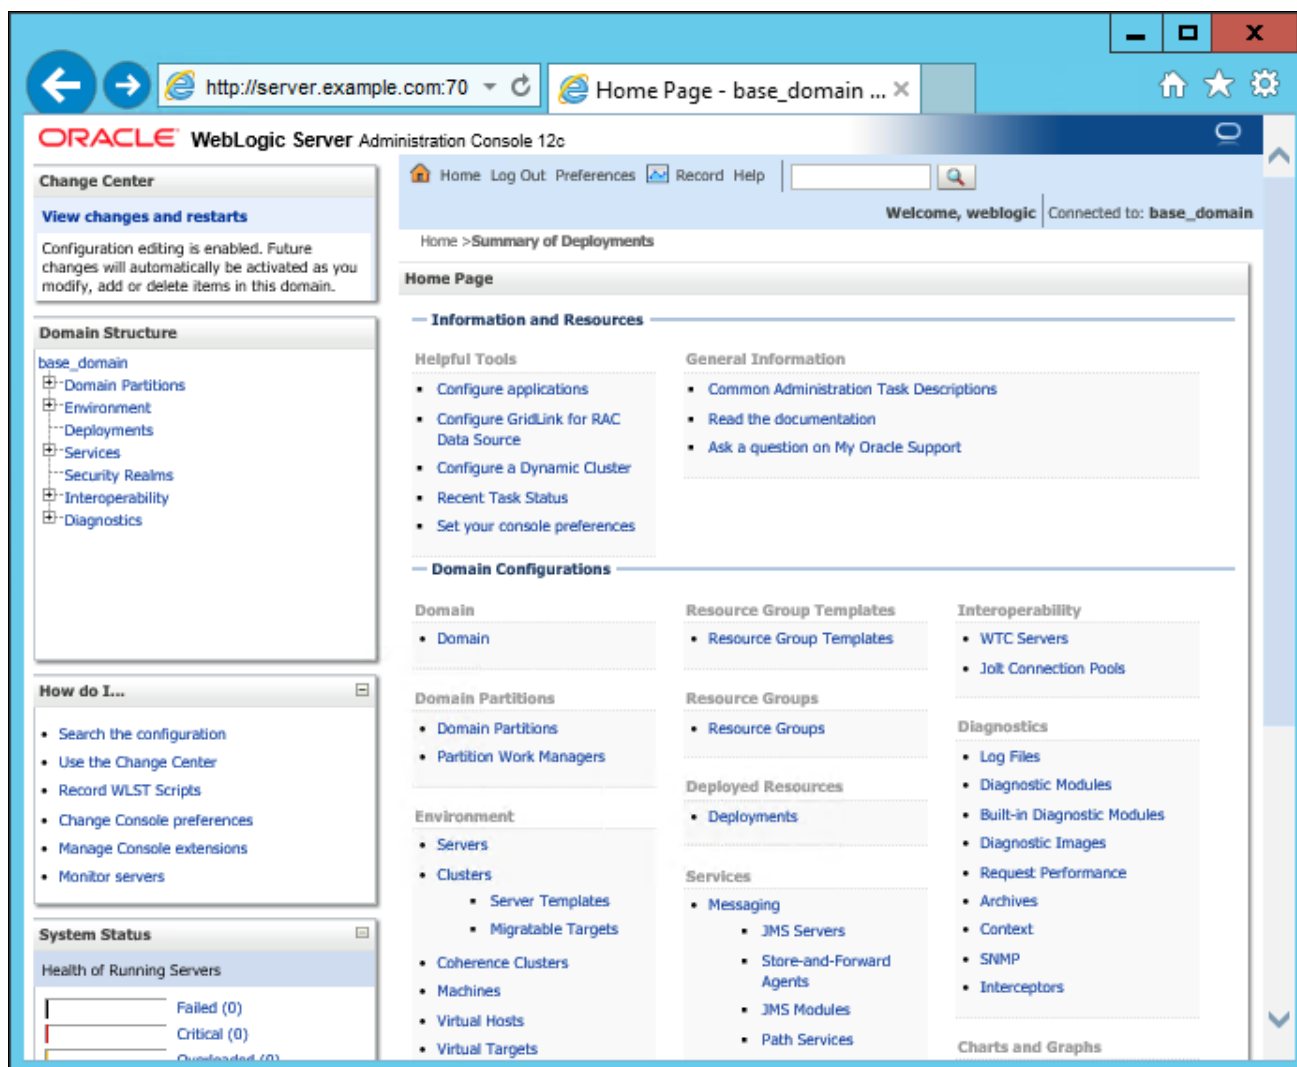 http://server.example.com:70
Home Page - base_domain ...
ORACLE WebLogic Server Administration Console 12c
Change Center
View changes and restarts
Configuration editing is enabled. Future
changes will automatically be activated as you
modify, add or delete items in this domain.
Domain Structure
base_domain
Domain Partitions
Environment
Deployments
Services
Security Realms
Interoperability
Diagnostics
How do I...
Search the configuration
Use the Change Center
Record WLST Scripts
Change Console preferences
Manage Console extensions
Monitor servers
System Status
Health of Running Servers
Failed (0)
Critical (0)
Overloaded (0)
Home Log Out Preferences Record Help
Welcome, weblogic Connected to: base_domain
Home >Summary of Deployments
Home Page
Information and Resources
Helpful Tools
Configure applications
Configure GridLink for RAC
Data Source
Configure a Dynamic Cluster
Recent Task Status
Set your console preferences
General Information
Common Administration Task Descriptions
Read the documentation
Ask a question on My Oracle Support
Domain Configurations
Domain
Domain
Domain Partitions
Domain Partitions
Partition Work Managers
Environment
Servers
Clusters
Server Templates
Migratable Targets
Coherence Clusters
Machines
Virtual Hosts
Virtual Targets
Resource Group Templates
Resource Group Templates
Resource Groups
Resource Groups
Deployed Resources
Deployments
Services
Messaging
JMS Servers
Store-and-Forward
Agents
JMS Modules
Path Services
Interoperability
WTC Servers
Jolt Connection Pools
Diagnostics
Log Files
Diagnostic Modules
Built-in Diagnostic Modules
Diagnostic Images
Request Performance
Archives
Context
SNMP
Interceptors
Charts and Graphs